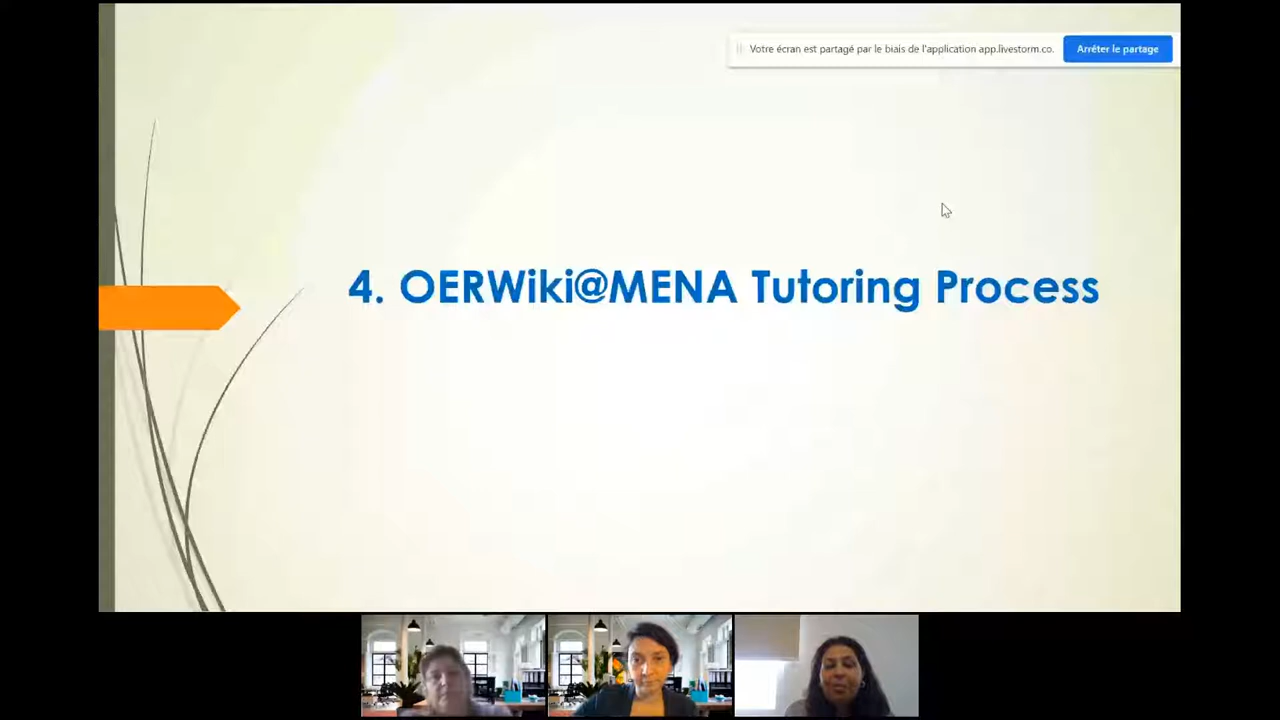 Votre écran est partagé par le biais de l'application app.livestorm.co.
Arrêter le partage
4. OERWiki@MENA Tutoring Process